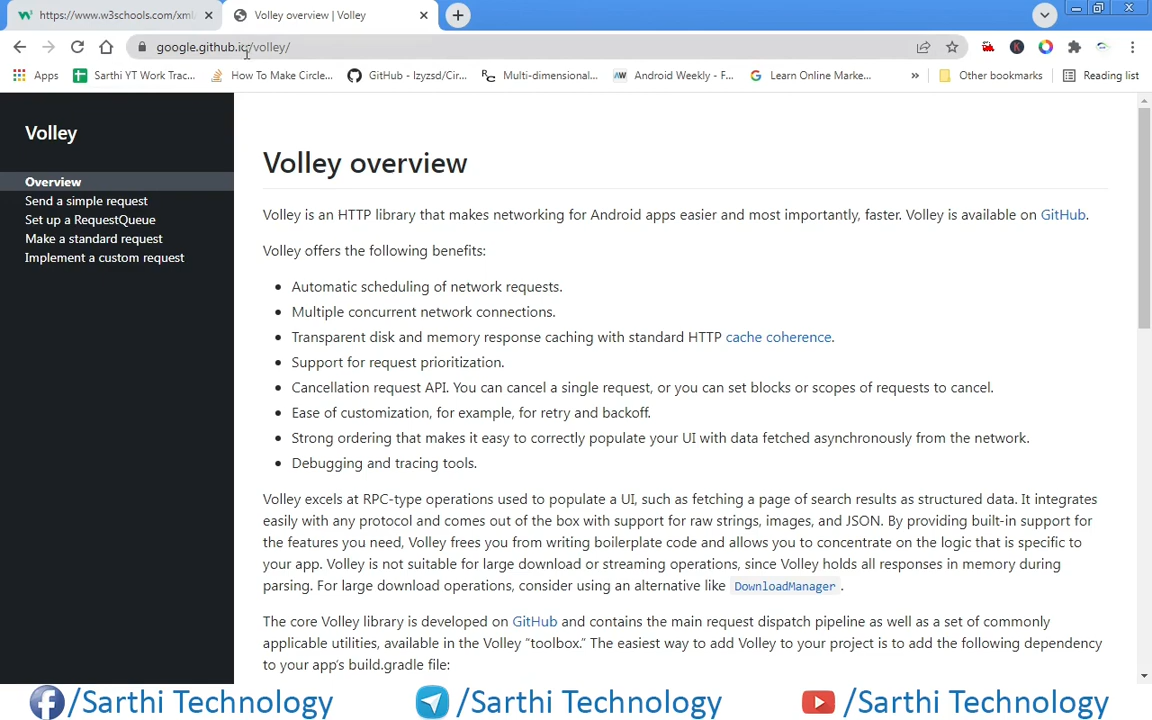 https://www.w3schools.com/xml
Volley overview | Volley
google.github.io/volley/
Apps
Sarthi YT Work Trac...
How To Make Circle...
GitHub - Izyzsd/Cir...
Multi-dimensional...
Android Weekly - F...
Learn Online Marke...
»
Other bookmarks
Reading list
Volley
Overview
Send a simple request
Set up a RequestQueue
Make a standard request
Implement a custom request
Volley overview
Volley is an HTTP library that makes networking for Android apps easier and most importantly, faster. Volley is available on GitHub.
Volley offers the following benefits:
• Automatic scheduling of network requests.
• Multiple concurrent network connections.
• Transparent disk and memory response caching with standard HTTP cache coherence.
• Support for request prioritization.
• Cancellation request API. You can cancel a single request, or you can set blocks or scopes of requests to cancel.
• Ease of customization, for example, for retry and backoff.
• Strong ordering that makes it easy to correctly populate your UI with data fetched asynchronously from the network.
• Debugging and tracing tools.
Volley excels at RPC-type operations used to populate a UI, such as fetching a page of search results as structured data. It integrates
easily with any protocol and comes out of the box with support for raw strings, images, and JSON. By providing built-in support for
the features you need, Volley frees you from writing boilerplate code and allows you to concentrate on the logic that is specific to
your app. Volley is not suitable for large download or streaming operations, since Volley holds all responses in memory during
parsing. For large download operations, consider using an alternative like DownloadManager .
The core Volley library is developed on GitHub and contains the main request dispatch pipeline as well as a set of commonly
applicable utilities, available in the Volley “toolbox.” The easiest way to add Volley to your project is to add the following dependency
to your app’s build.gradle file:
/Sarthi Technology
/Sarthi Technology
/Sarthi Technology